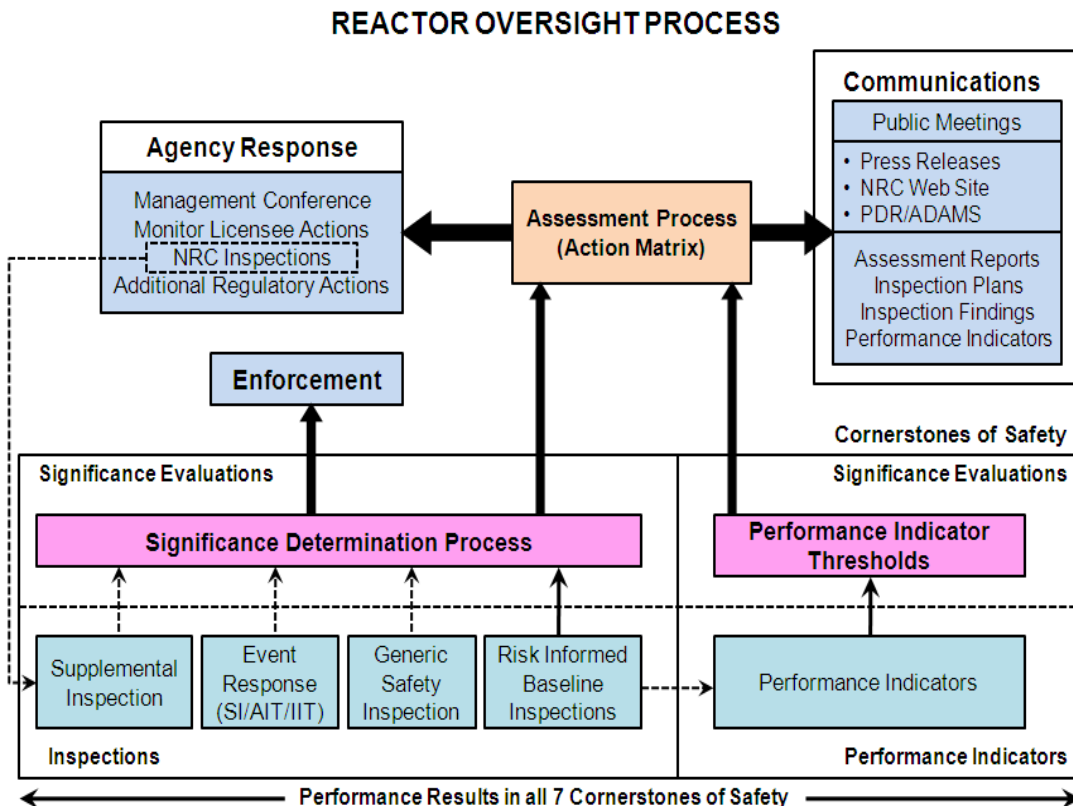 REACTOR OVERSIGHT PROCESS
Communications
Public Meetings
• Press Releases
• NRC Web Site
• PDR/ADAMS
Assessment Reports
Inspection Plans
Inspection Findings
Performance Indicators
Agency Response
Management Conference
Monitor Licensee Actions
NRC Inspections
Additional Regulatory Actions
Assessment Process
(Action Matrix)
Enforcement
Cornerstones of Safety
Significance Evaluations
Significance Evaluations
Significance Determination Process
Performance Indicator
Thresholds
Supplemental
Inspection
Event
Response
(SI/AIT/IIT)
Generic
Safety
Inspection
Risk Informed
Baseline
Inspections
Performance Indicators
Inspections
Performance Indicators
Performance Results in all 7 Cornerstones of Safety